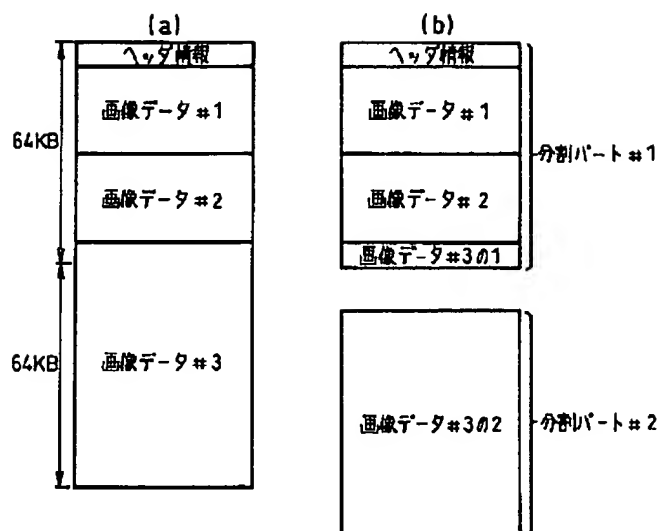 (a)
64KB
64KB
ヘッダ情報
画像データ#1
画像データ#2
画像データ#3
(b)
ヘッダ情報
画像データ#1
画像データ#2
画像データ#3の1
分割パート#1
画像データ#3の2
分割パート#2